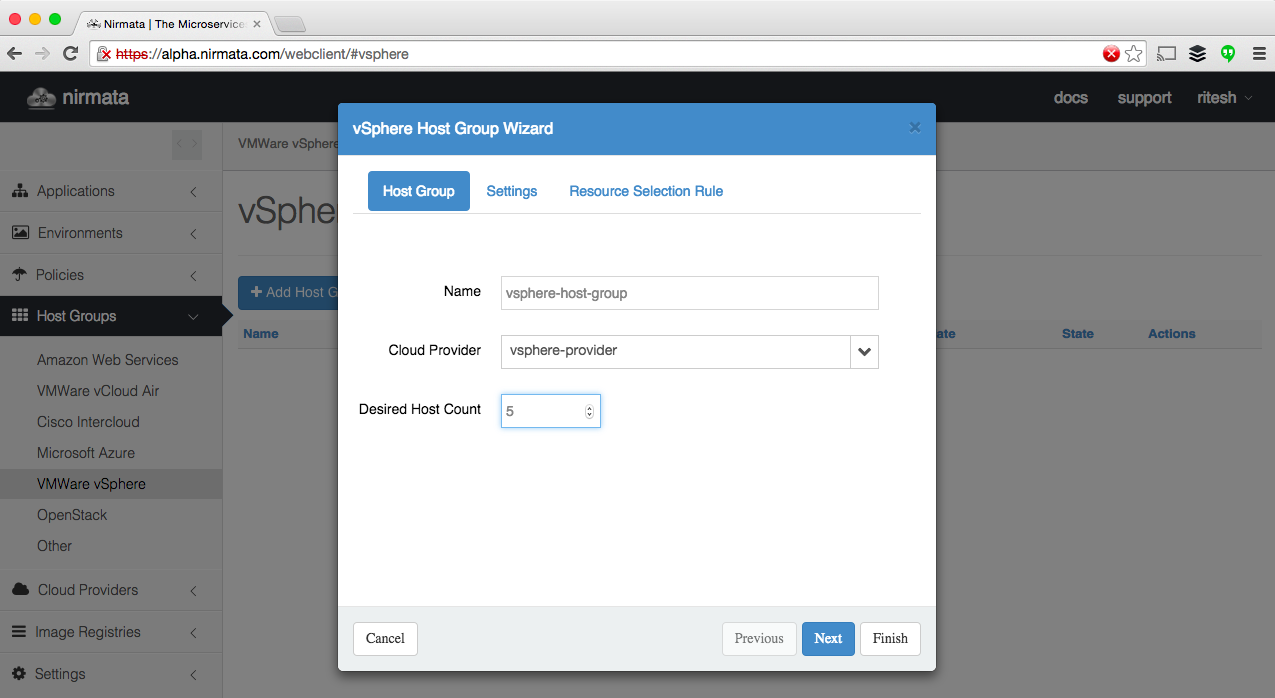 Nirmata | The Microservice
https://alpha.nirmata.com/webclient/#vsphere
nirmata
docs support ritesh
VMWare vSphere
vSphere Host Group Wizard
Host Group Settings Resource Selection Rule
Applications
Environments
Policies
Host Groups
Amazon Web Services
VMWare vCloud Air
Cisco Intercloud
Microsoft Azure
VMWare vSphere
OpenStack
Other
Cloud Providers
Image Registries
Settings
vSphe
+ Add Host G
Name State Actions
Name vsphere-host-group
Cloud Provider vsphere-provider
Desired Host Count 5
Cancel Previous Next Finish